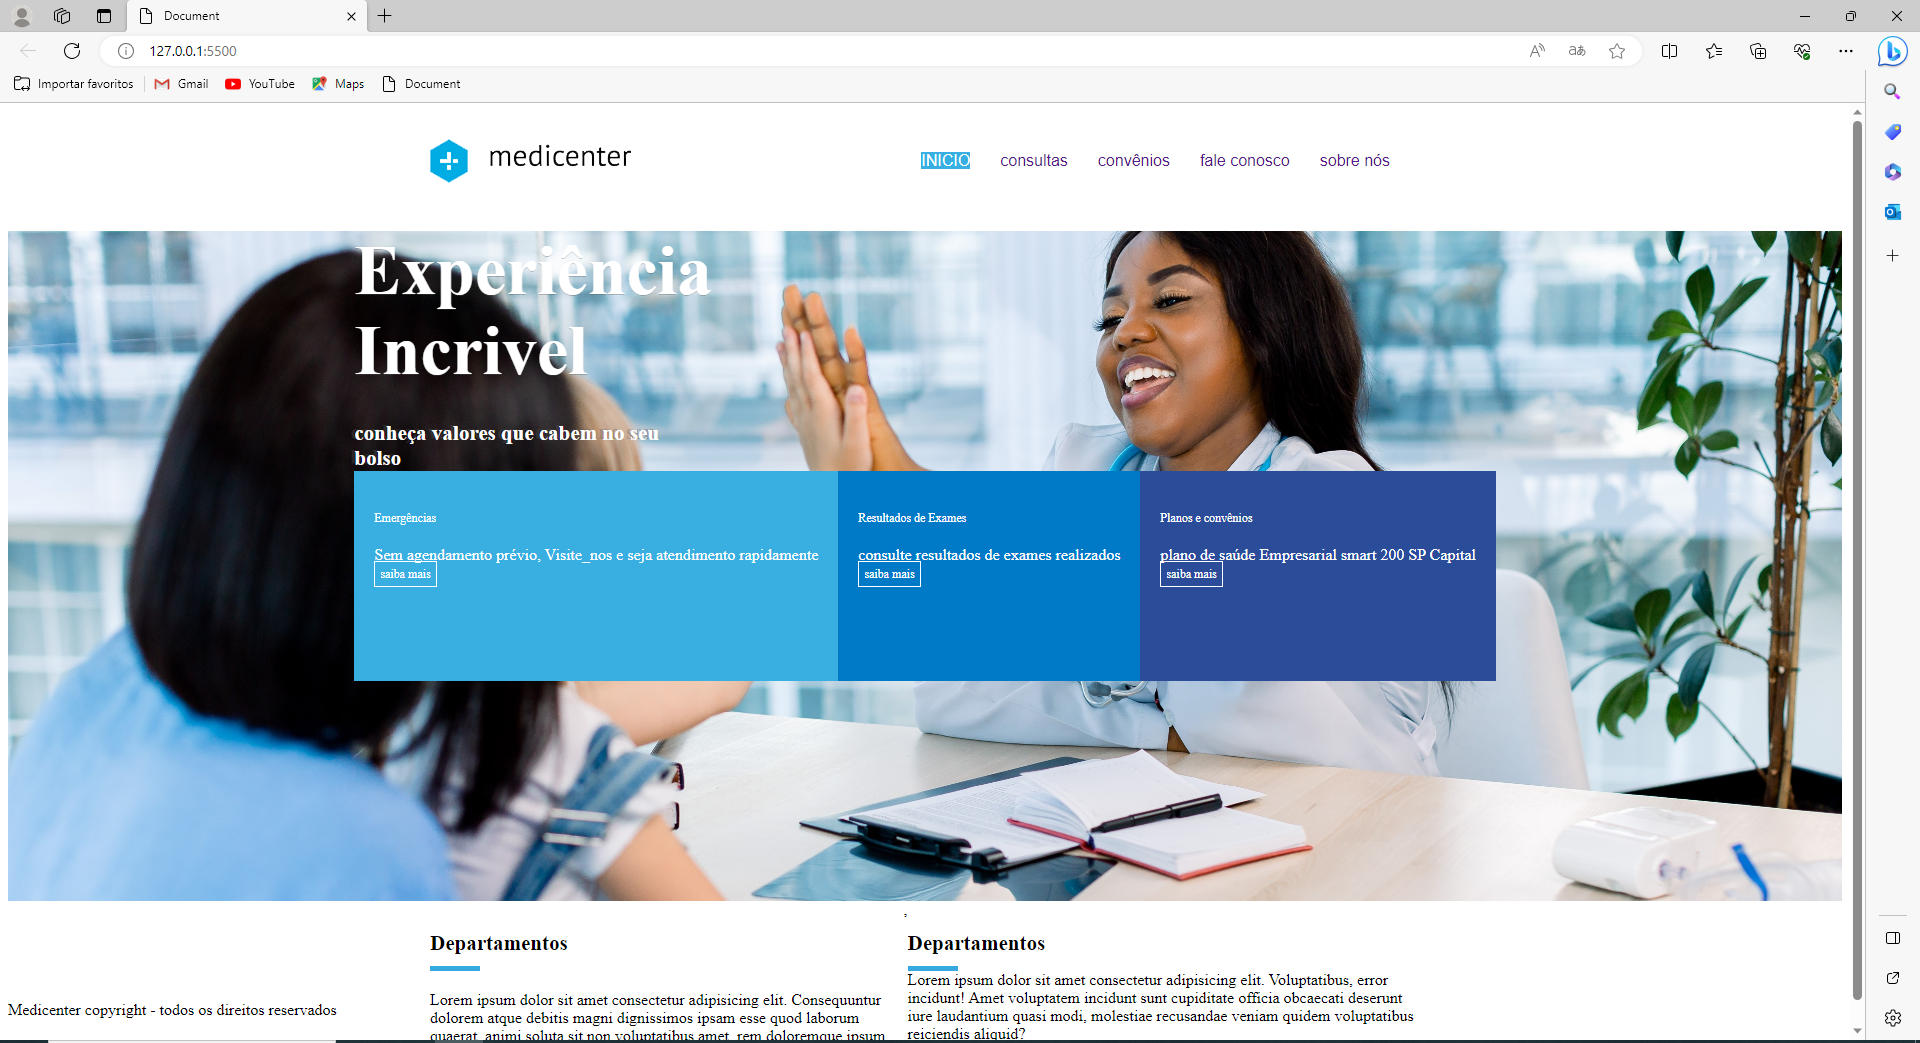 Document
127.0.0.1:5500
Importar favoritos
Gmail
YouTube
Maps
Document
medicenter
INICIO
consultas
convênios
fale conosco
sobre nós
Experiência
Incrivel
conheça valores que cabem no seu
bolso
Emergências
Sem agendamento prévio, Visite_nos e seja atendimento rapidamente
saiba mais
Resultados de Exames
consulte resultados de exames realizados
saiba mais
Planos e convênios
plano de saúde Empresarial smart 200 SP Capital
saiba mais
,
Departamentos
Lorem ipsum dolor sit amet consectetur adipisicing elit. Consequuntur
dolorem atque debitis magni dignissimos ipsam esse quod laborum
quaerat, animi soluta sit non voluptatibus amet, rem doloremque ipsum
Departamentos
Lorem ipsum dolor sit amet consectetur adipisicing elit. Voluptatibus, error
incidunt! Amet voluptatem incidunt sunt cupiditate officia obcaecati deserunt
iure laudantium quasi modi, molestiae recusandae veniam quidem voluptatibus
reiciendis aliquid?
Medicenter copyright - todos os direitos reservados